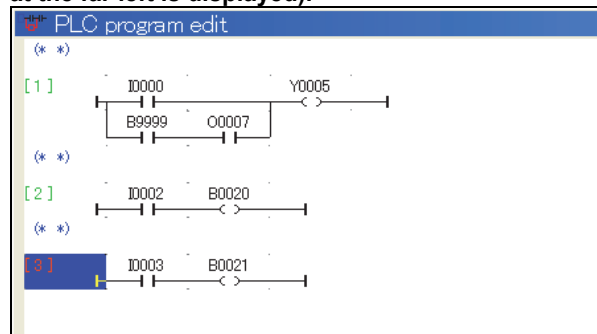 at the far left is displayed).
PLC program edit
(* *)
[1] I0000 Y0005
B9999 O0007
(* *)
[2] I0002 B0020
(* *)
[3] I0003 B0021